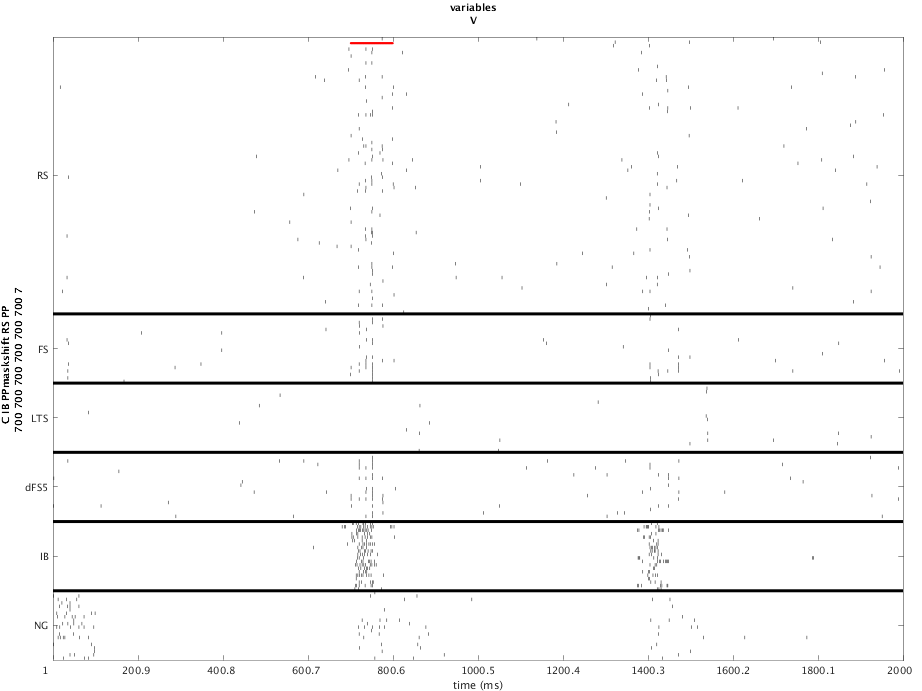 variables
V
C IB PPmaskshift RS PP
700 700 700 700 700 700 7
RS
FS
LTS
dFS5
IB
NG
1 200.9 400.8 600.7 800.6 1000.5 1200.4 1400.3 1600.2 1800.1 2000
time (ms)